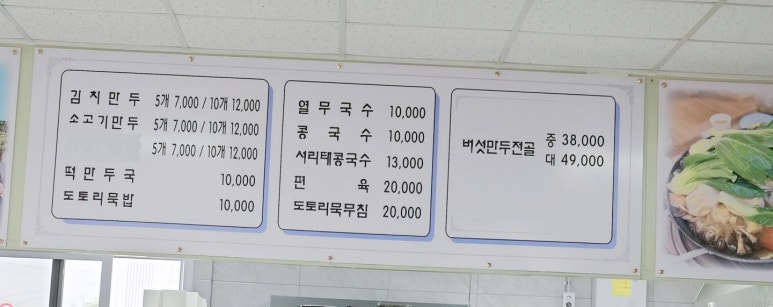 김치만두 5개 7,000 / 10개 12,000
소고기만두 5개 7,000 / 10개 12,000
5개 7,000 / 10개 12,000
떡만두국 10,000
도토리묵밥 10,000
열무국수 10,000
콩국수 10,000
서리태콩국수 13,000
편육 20,000
도토리묵무침 20,000
버섯만두전골 중 38,000
대 49,000